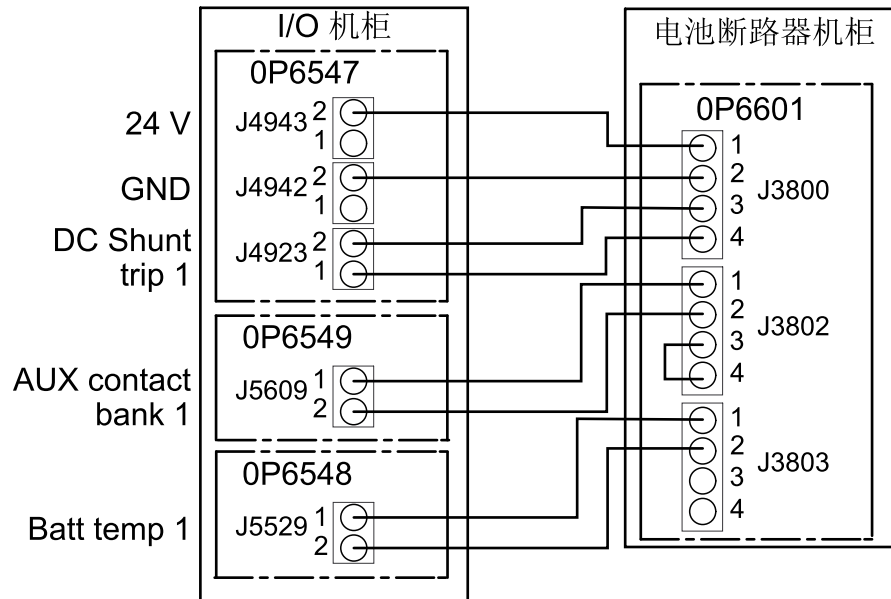 I/O 机柜
0P6547
24 V
J4943
2
1
GND
J4942
2
1
DC Shunt
trip 1
J4923
2
1
0P6549
AUX contact
bank 1
J5609
1
2
0P6548
Batt temp 1
J5529
1
2
电池断路器机柜
0P6601
1
2
3
4
J3800
1
2
3
4
J3802
1
2
3
4
J3803